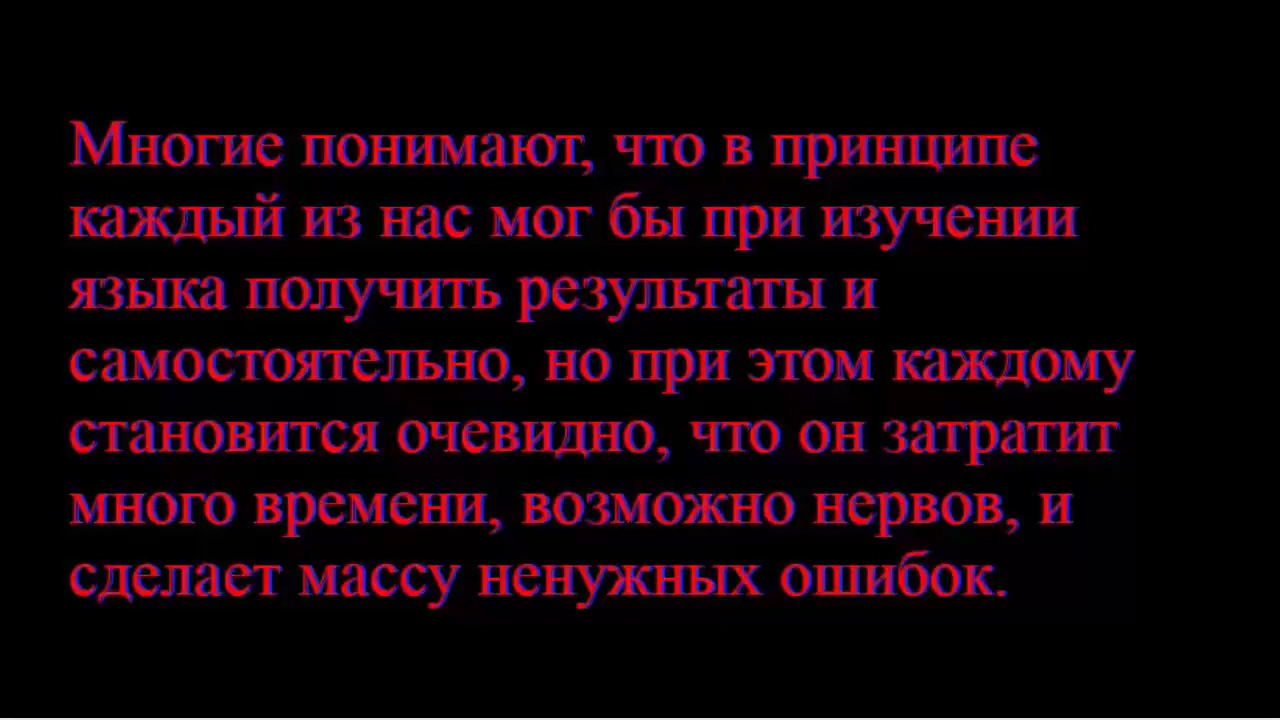 Многие понимают, что в принципе
каждый из нас мог бы при изучении
языка получить результаты и
самостоятельно, но при этом каждому
становится очевидно, что он затратит
много времени, возможно нервов, и
сделает массу ненужных ошибок.